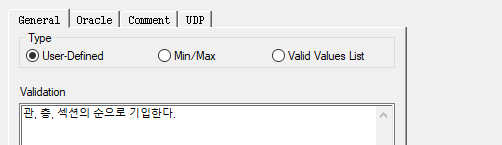 General Oracle Comment UDP
Type
User-Defined Min/Max Valid Values List
Validation
관, 층, 섹션의 순으로 기입한다.